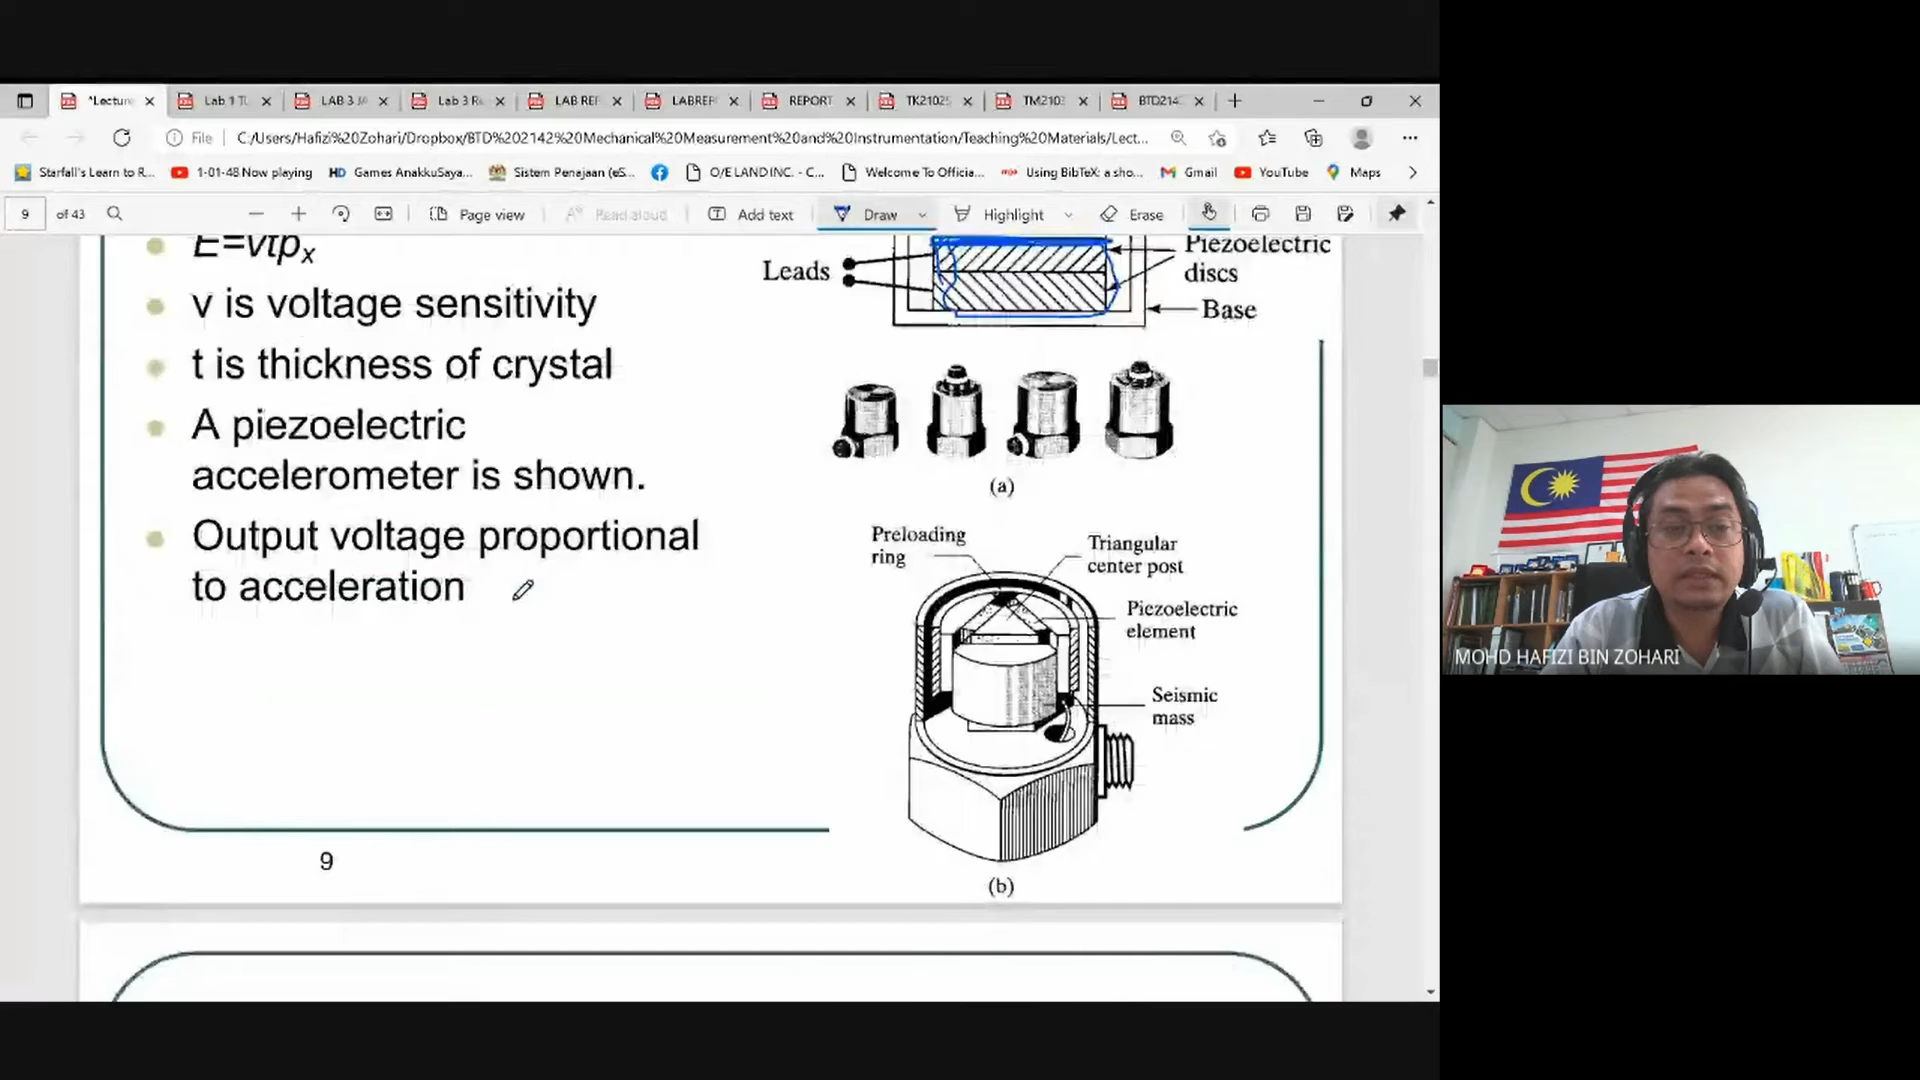 *Lecture
Lab 1 TU
LAB 3
Lab 3 R
LAB REF
LABREP
REPORT
TK2102
TM210
BTD214
File
C:/Users/Hafizi%20Zohari/Dropbox/BTD%202142%20Mechanical%20Measurement%20and%20Instrumentation/Teaching%20Materials/Lect...
Starfall's Learn to R...
1-01-48 Now playing
HD Games AnakkuSaya...
Sistem Penajaan (eS...
O/E LAND INC. - C...
Welcome To Officia...
Using BibTeX: a sho...
Gmail
YouTube
Maps
9 of 43
Page view
Read aloud
Add text
Draw
Highlight
Erase
E=vtpx
v is voltage sensitivity
t is thickness of crystal
A piezoelectric
accelerometer is shown.
Output voltage proportional
to acceleration
9
Leads
Piezoelectric
discs
Base
(a)
Preloading
ring
Triangular
center post
Piezoelectric
element
Seismic
mass
(b)
MOHD HAFIZI BIN ZOHARI